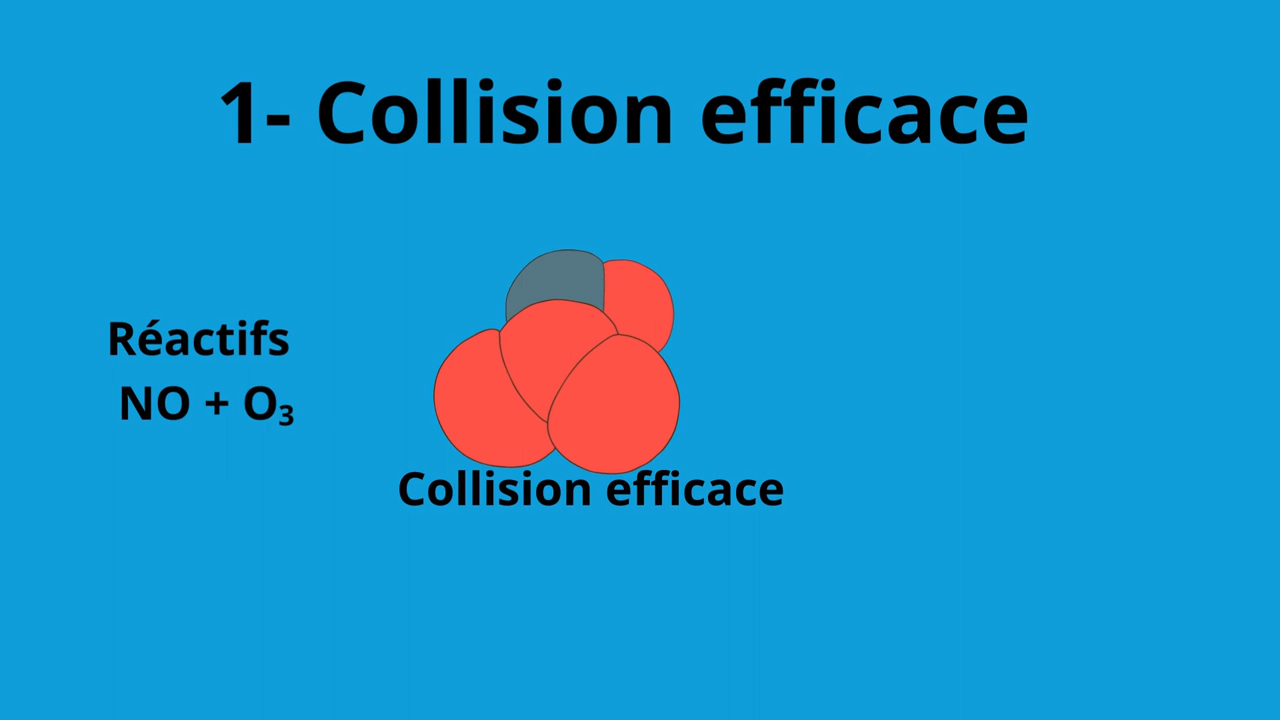 1- Collision efficace
Réactifs
NO + O₃
Collision efficace